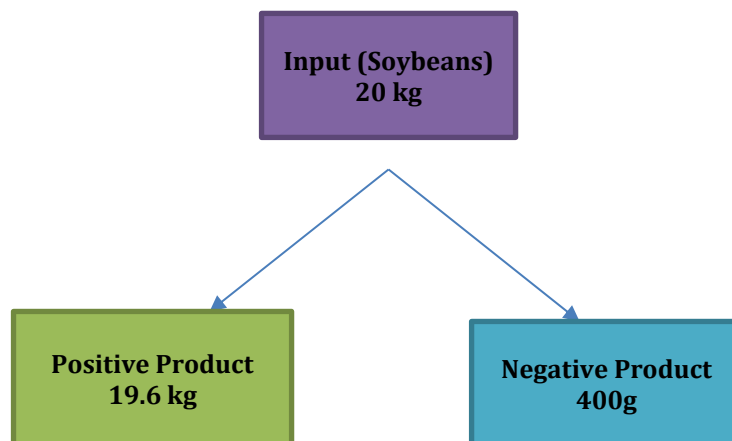 Input (Soybeans)
20 kg
Positive Product
19.6 kg
Negative Product
400g